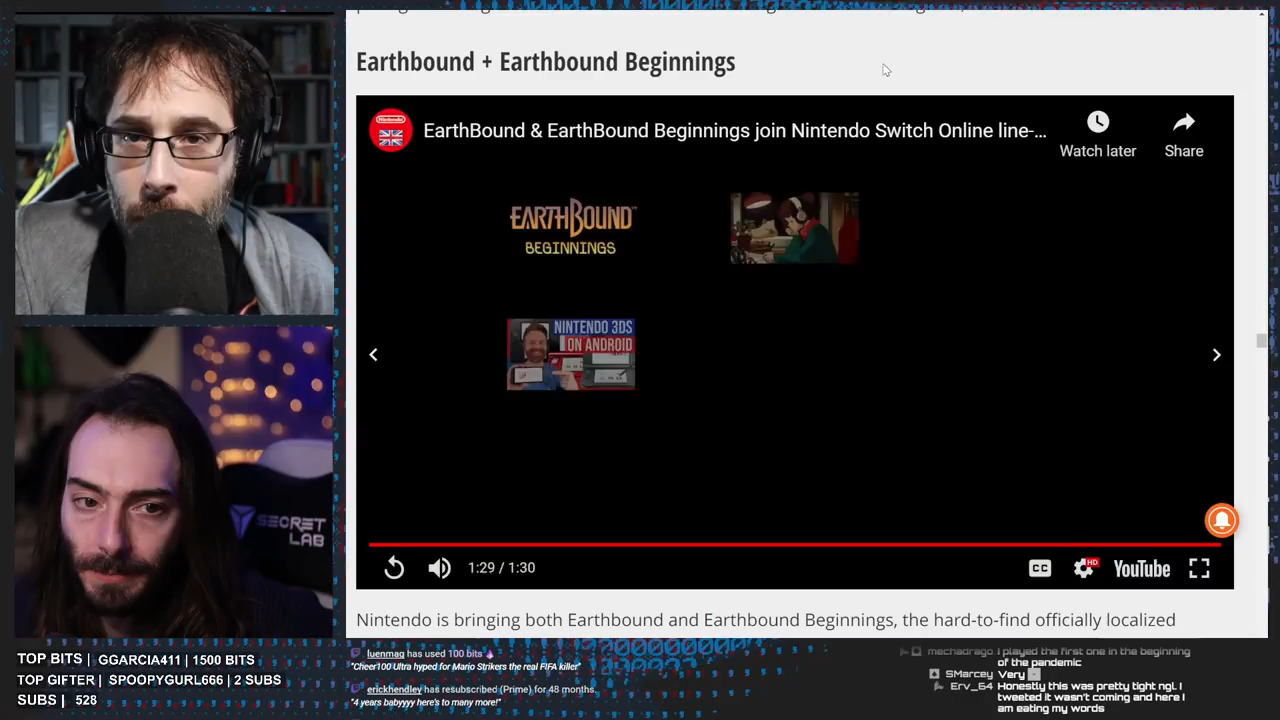 Earthbound + Earthbound Beginnings
Nintendo
EarthBound & EarthBound Beginnings join Nintendo Switch Online line-...
Watch later
Share
EARTHBOUND
BEGINNINGS
NINTENDO 3DS
ON ANDROID
1:29 / 1:30
CC
HD
YouTube
Nintendo is bringing both Earthbound and Earthbound Beginnings, the hard-to-find officially localized
SECRET
LAB
TOP BITS | GGARCIA411 | 1500 BITS
TOP GIFTER | SPOOPYGURL666 | 2 SUBS
SUBS | 528
luenmaq has used 100 bits
"Cheer100 Ultra hyped for Mario Strikers the real FIFA killer"
erickhendley has resubscribed (Prime) for 48 months.
"4 years babyyyy here's to many more!"
mechadrago I played the first one in the beginning
of the pandemic
SMarcey Very
Erv_64 Honestly this was pretty tight ngl. I
tweeted it wasn't coming and here I
am eating my words